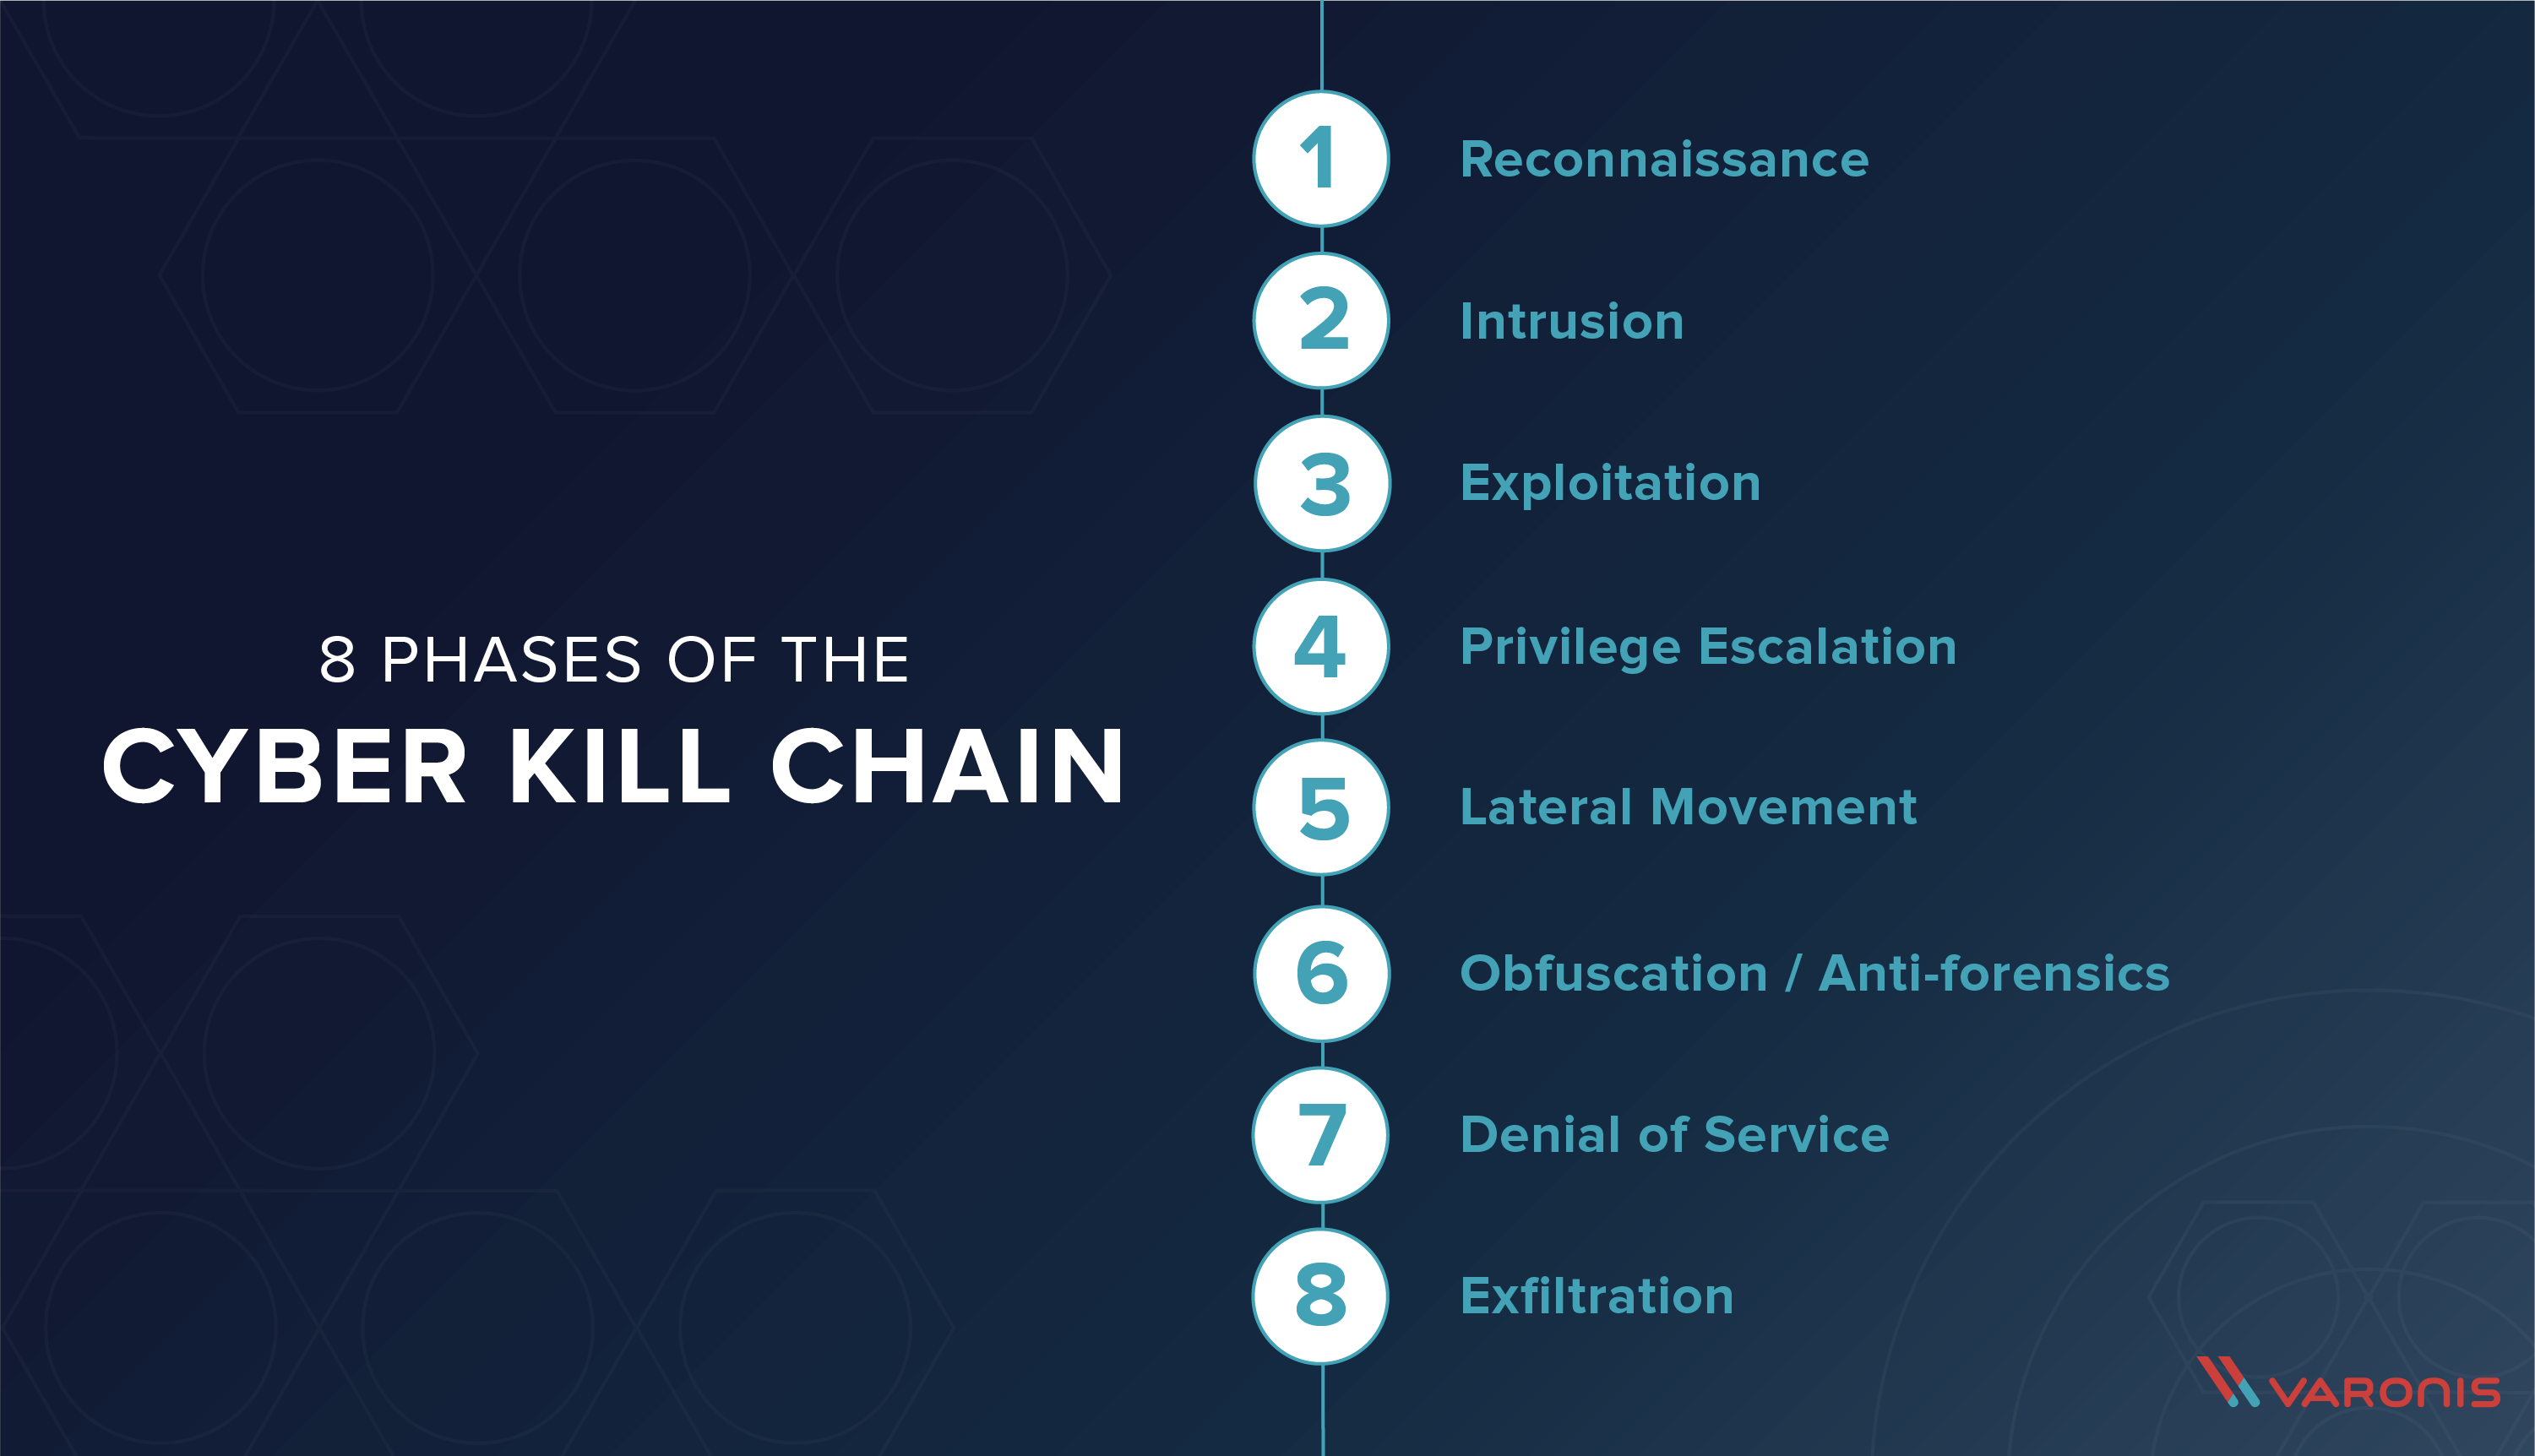 8 PHASES OF THE
CYBER KILL CHAIN
1 Reconnaissance
2 Intrusion
3 Exploitation
4 Privilege Escalation
5 Lateral Movement
6 Obfuscation / Anti-forensics
7 Denial of Service
8 Exfiltration
VARONIS